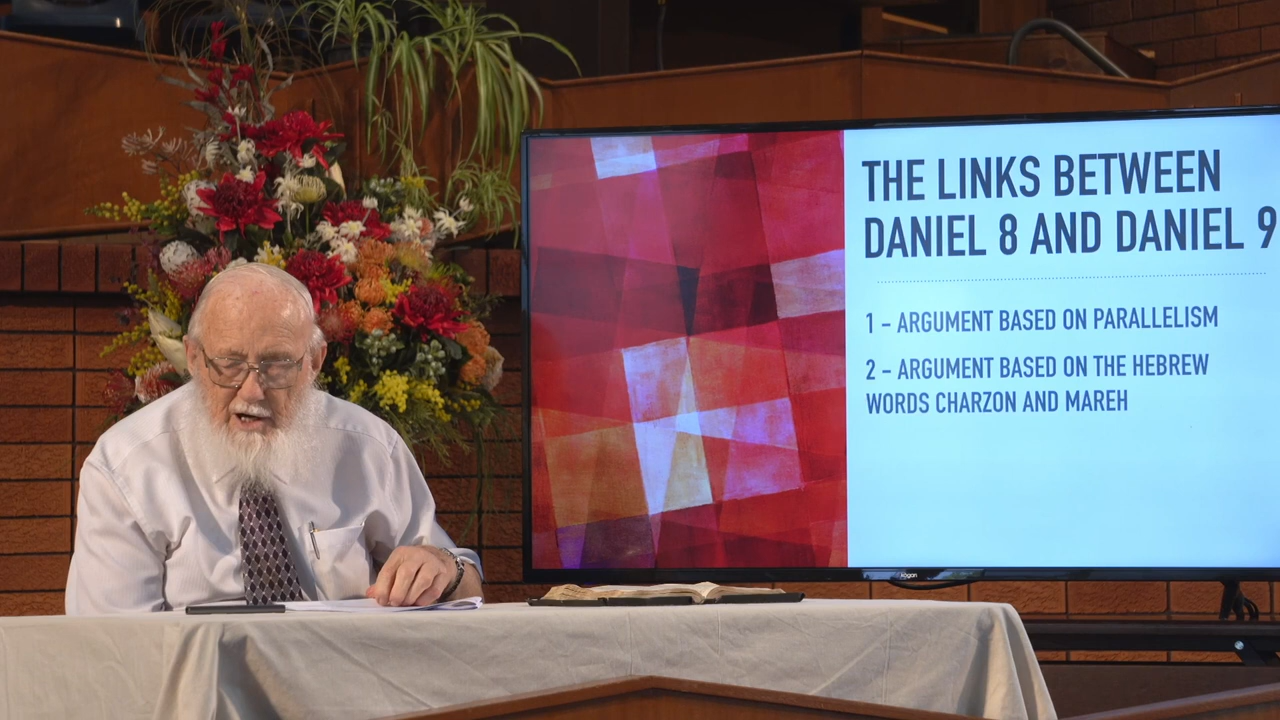 THE LINKS BETWEEN
DANIEL 8 AND DANIEL 9
1 - ARGUMENT BASED ON PARALLELISM
2 - ARGUMENT BASED ON THE HEBREW
WORDS CHARZON AND MAREH
kogan